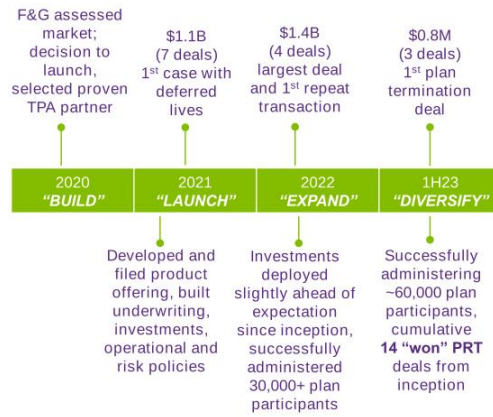 F&G assessed
market;
decision to
launch,
selected proven
TPA partner
$1.1B
(7 deals)
1st case with
deferred
lives
$1.4B
(4 deals)
largest deal
and 1st repeat
transaction
$0.8M
(3 deals)
1st plan
termination
deal
2020
“BUILD”
2021
“LAUNCH”
2022
“EXPAND”
1H23
“DIVERSIFY”
Developed and
filed product
offering, built
underwriting,
investments,
operational and
risk policies
Investments
deployed
slightly ahead of
expectation
since inception,
successfully
administered
30,000+ plan
participants
Successfully
administering
~60,000 plan
participants,
cumulative
14 “won” PRT
deals from
inception